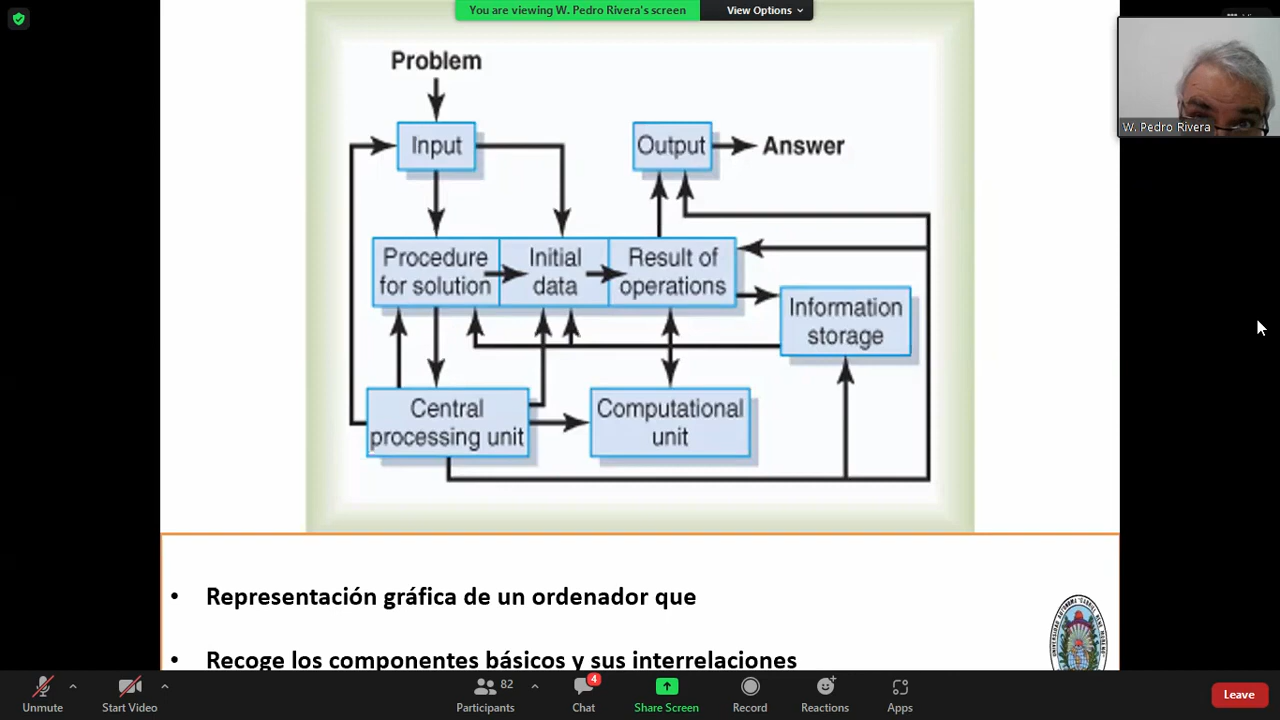 You are viewing W. Pedro Rivera's screen
View Options
W. Pedro Rivera
Problem
Input
Output
Answer
Procedure
for solution
Initial
data
Result of
operations
Information
storage
Central
processing unit
Computational
unit
• Representación gráfica de un ordenador que
• Recoge los componentes básicos y sus interrelaciones
Unmute
Start Video
82
Participants
4
Chat
Share Screen
Record
Reactions
Apps
Leave